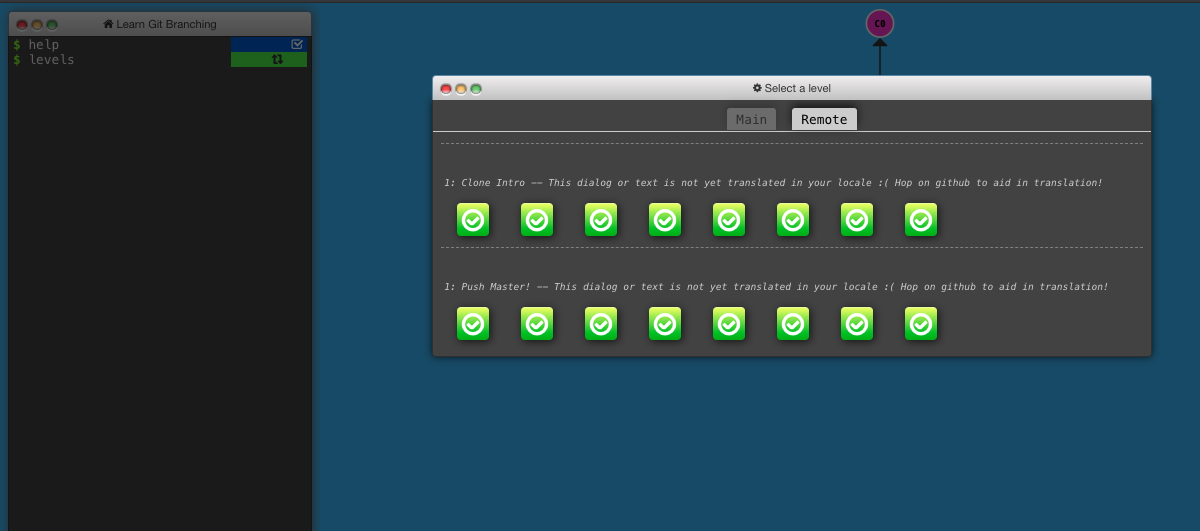 Learn Git Branching
$ help
$ levels
C0
Select a level
Main Remote
1: Clone Intro —— This dialog or text is not yet translated in your locale :( Hop on github to aid in translation!
1: Push Master! —— This dialog or text is not yet translated in your locale :( Hop on github to aid in translation!